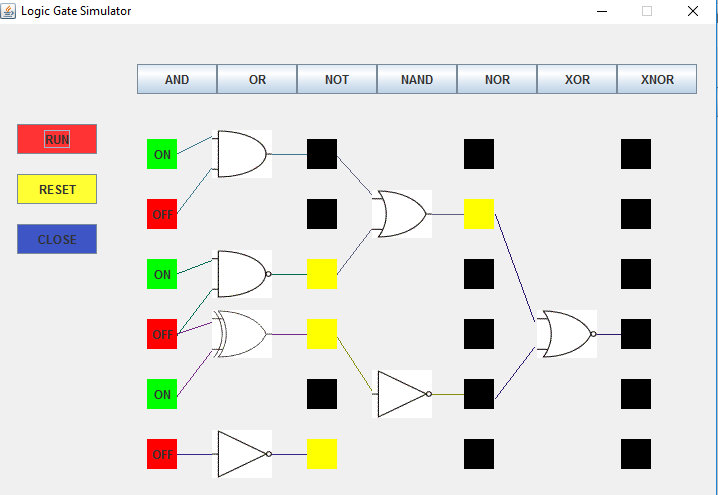 Logic Gate Simulator
AND OR NOT NAND NOR XOR XNOR
RUN
ON
RESET
OFF
CLOSE
ON
OFF
ON
OFF